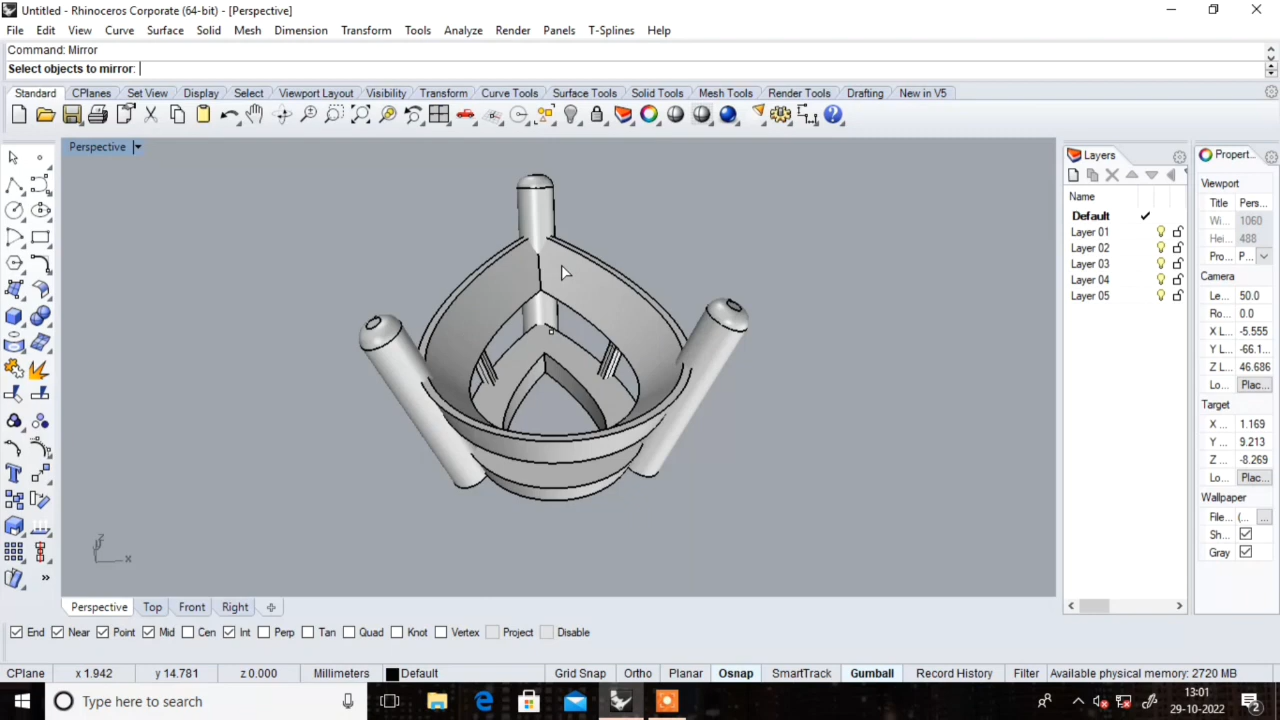 Untitled - Rhinoceros Corporate (64-bit) - [Perspective]
File Edit View Curve Surface Solid Mesh Dimension Transform Tools Analyze Render Panels T-Splines Help
Command: Mirror
Select objects to mirror:
Standard CPlanes Set View Display Select Viewport Layout Visibility Transform Curve Tools Surface Tools Solid Tools Mesh Tools Render Tools Drafting New in V5
Perspective
Layers
Name
Default
Layer 01
Layer 02
Layer 03
Layer 04
Layer 05
Propert...
Viewport
Title Pers...
Wi... 1060
Hei... 488
Po... P...
Camera
Le... 50.0
Ro... 0.0
X L... -5.555
Y L... -66.1...
Z L... 46.686
Lo... Plac...
Target
X ... 1.169
Y ... 9.213
Z ... -8.269
Lo... Plac...
Wallpaper
File... (...
Sh...
Gray
z x
Perspective Top Front Right
End Near Point Mid Cen Int Perp Tan Quad Knot Vertex Project Disable
CPlane x 1.942 y 14.781 z 0.000 Millimeters Default Grid Snap Ortho Planar Osnap SmartTrack Gumball Record History Filter Available physical memory: 2720 MB
Type here to search
13:01
29-10-2022
2